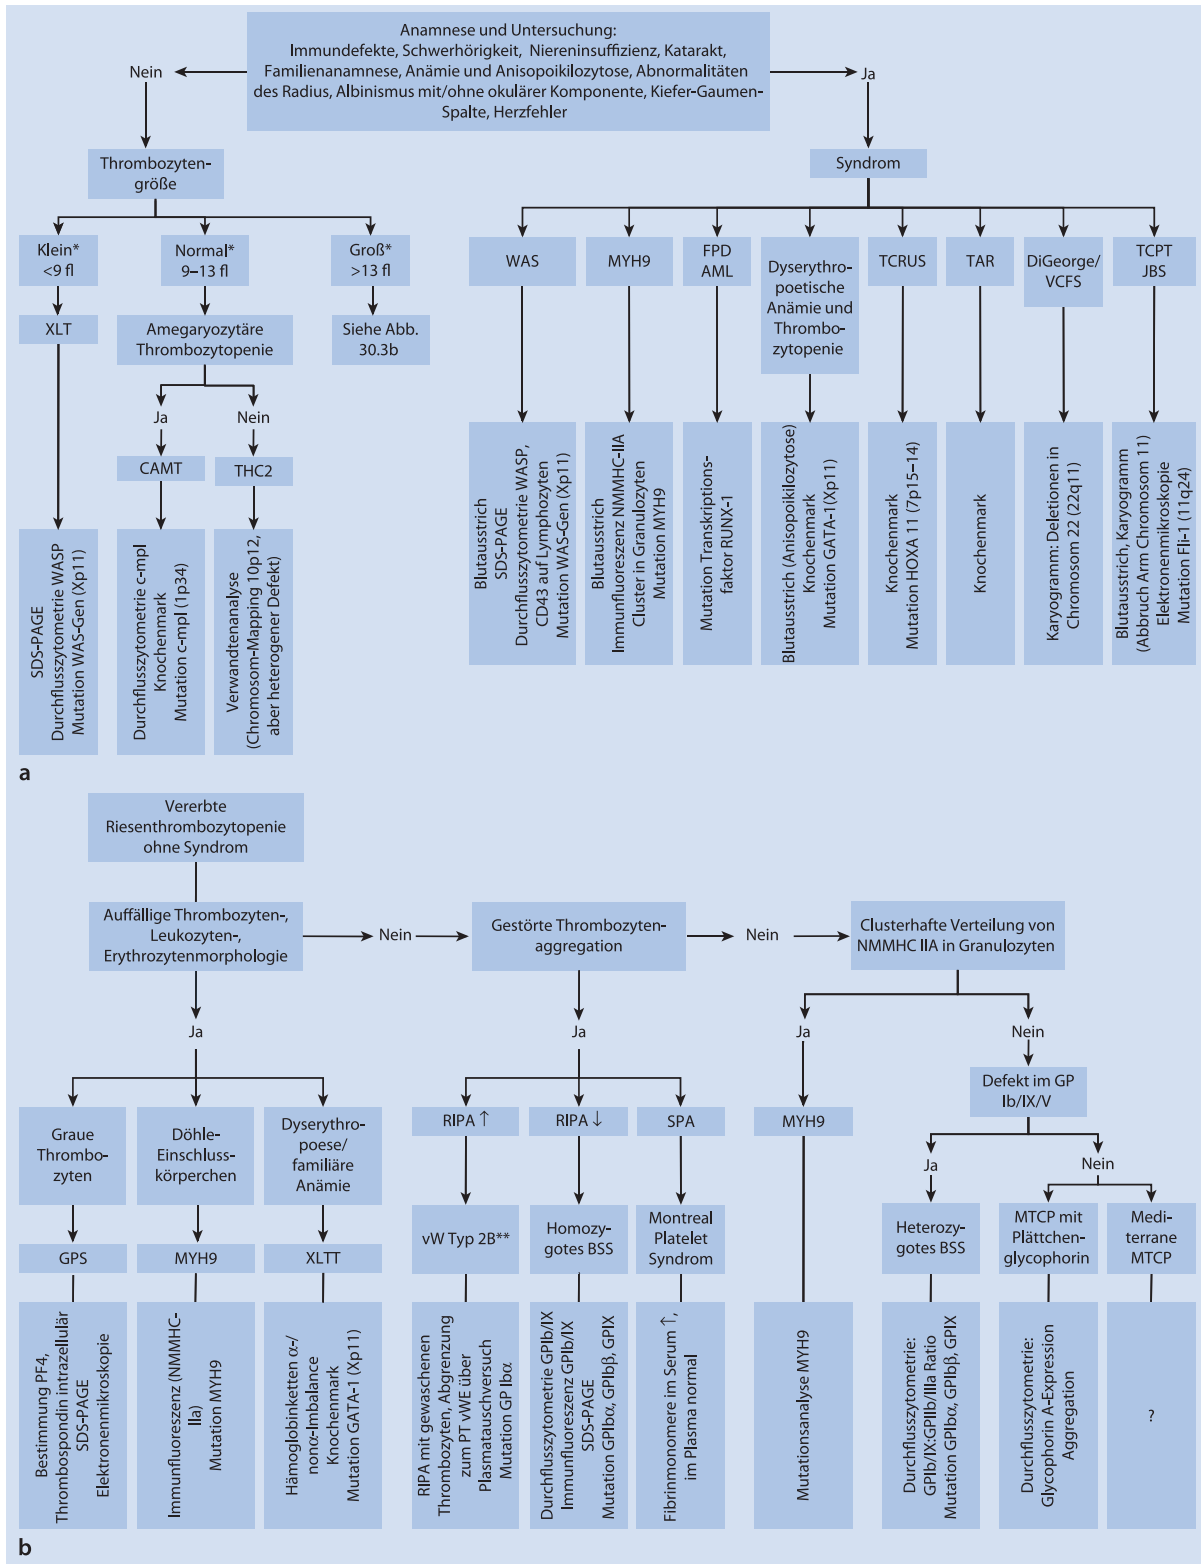 Anamnese und Untersuchung:
Immundefekte, Schwerhörigkeit, Niereninsuffizienz, Katarakt,
Familienanamnese, Anämie und Anisopoikilozytose, Abnormalitäten
des Radius, Albinismus mit/ohne okulärer Komponente, Kiefer-Gaumen-
Spalte, Herzfehler
Nein
Ja
Thrombozyten-
größe
Syndrom
Klein*
<9 fl
Normal*
9–13 fl
Groß*
>13 fl
WAS
MYH9
FPD
AML
Dyserythro-
poetische
Anämie und
Thrombo-
zytopenie
TCRUS
TAR
DiGeorge/
VCFS
TCPT
JBS
XLT
Amegaryozytäre
Thrombozytopenie
Siehe Abb.
30.3b
Ja
Nein
CAMT
THC2
SDS-PAGE
Durchflusszytometrie WASP
Mutation WAS-Gen (Xp11)
Durchflusszytometrie c-mpl
Knochenmark
Mutation c-mpl (1p34)
Verwandtenanalyse
(Chromosom-Mapping 10p12,
aber heterogener Defekt)
Blutausstrich
SDS-PAGE
Durchflusszytometrie WASP,
CD43 auf Lymphozyten
Mutation WAS-Gen (Xp11)
Blutausstrich
Immunfluoreszenz NMMHC-IIA
Cluster in Granulozyten
Mutation MYH9
Mutation Transkriptions-
faktor RUNX-1
Blutausstrich (Anisopoikilozytose)
Knochenmark
Mutation GATA-1(Xp11)
Knochenmark
Mutation HOXA 11 (7p15–14)
Knochenmark
Karyogramm: Deletionen in
Chromosom 22 (22q11)
Blutausstrich, Karyogramm
(Abbruch Arm Chromosom 11)
Elektronenmikroskopie
Mutation Fli-1 (11q24)
a
Vererbte
Riesenthrombozytopenie
ohne Syndrom
Auffällige Thrombozyten-,
Leukozyten-,
Erythrozytenmorphologie
Nein
Gestörte Thrombozyten-
aggregation
Nein
Clusterhafte Verteilung von
NMMHC IIA in Granulozyten
Ja
Ja
Ja
Nein
Defekt im GP
Ib/IX/V
Graue
Thrombo-
zyten
Döhle-
Einschluss-
körperchen
Dyserythro-
poese/
familiäre
Anämie
RIPA ↑
RIPA ↓
SPA
MYH9
Ja
Nein
GPS
MYH9
XLTT
vW Typ 2B**
Homozy-
gotes BSS
Montreal
Platelet
Syndrom
Heterozy-
gotes BSS
MTCP mit
Plättchen-
glycophorin
Medi-
terrane
MTCP
Bestimmung PF4,
Thrombospondin intrazellulär
SDS-PAGE
Elektronenmikroskopie
Immunfluoreszenz (NMMHC-
IIa)
Mutation MYH9
Hämoglobinketten α-/
nonα-Imbalance
Knochenmark
Mutation GATA-1 (Xp11)
RIPA mit gewaschenen
Thrombozyten, Abgrenzung
zum PT vWE über
Plasmatauschversuch
Mutation GP Ibα
Durchflusszytometrie GPIb/IX
Immunfluoreszenz GPIb/IX
SDS-PAGE
Mutation GPIbα, GPIbβ, GPIX
Fibrinmonomere im Serum ↑,
im Plasma normal
Mutationsanalyse MYH9
Durchflusszytometrie:
GPIb/IX:GPIIb/IIIa Ratio
Mutation GPIbα, GPIbβ, GPIX
Durchflusszytometrie:
Glycophorin A-Expression
Aggregation
?
b